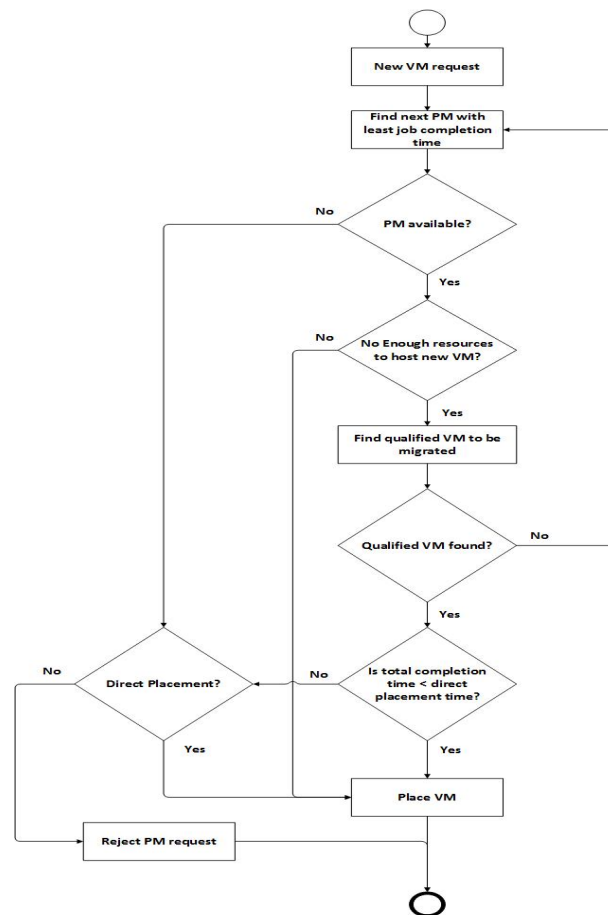 New VM request
Find next PM with
least job completion
time
No
PM available?
Yes
No
No Enough resources
to host new VM?
Yes
Find qualified VM to be
migrated
Qualified VM found?
No
Yes
No
Direct Placement?
No
Is total completion
time < direct
placement time?
Yes
Yes
Place VM
Reject PM request